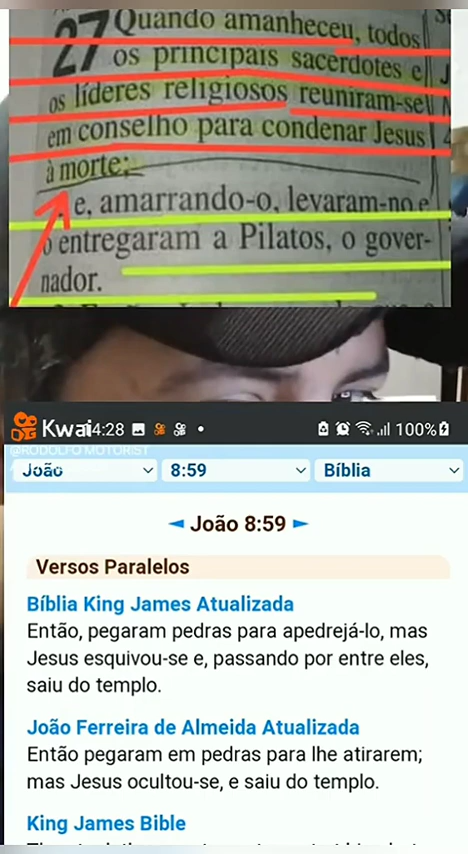 27 Quando amanheceu, todos
os principais sacerdotes e
os líderes religiosos reuniram-se
em conselho para condenar Jesus
à morte;
e, amarrando-o, levaram-no e
o entregaram a Pilatos, o gover-
nador.
Kwai 4:28 100%
@RODOLFO MOTORIST
João 8:59 Bíblia
João 8:59
Versos Paralelos
Bíblia King James Atualizada
Então, pegaram pedras para apedrejá-lo, mas
Jesus esquivou-se e, passando por entre eles,
saiu do templo.
João Ferreira de Almeida Atualizada
Então pegaram em pedras para lhe atirarem;
mas Jesus ocultou-se, e saiu do templo.
King James Bible